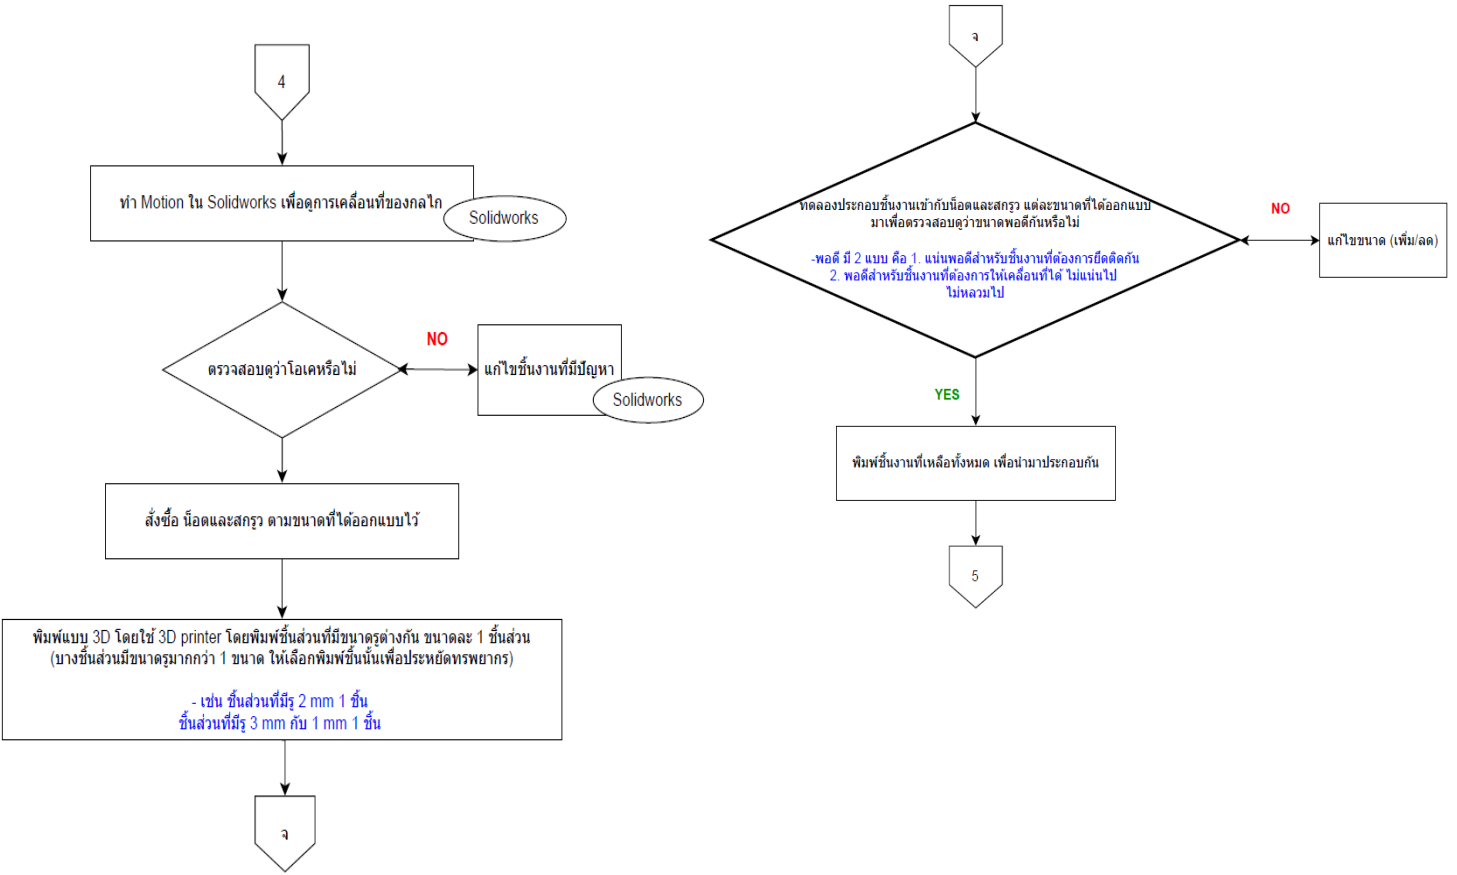 4
ทำ Motion ใน Solidworks เพื่อดูการเคลื่อนที่ของกลไก
Solidworks
ตรวจสอบดูว่าโอเคหรือไม่
NO
แก้ไขชิ้นงานที่มีปัญหา
Solidworks
สั่งซื้อ น็อตและสกรูว ตามขนาดที่ได้ออกแบบไว้
พิมพ์แบบ 3D โดยใช้ 3D printer โดยพิมพ์ชิ้นส่วนที่มีขนาดรูต่างกัน ขนาดละ 1 ชิ้นส่วน
(บางชิ้นส่วนมีขนาดรูมากกว่า 1 ขนาด ให้เลือกพิมพ์ชิ้นนั้นเพื่อประหยัดทรพยากร)
- เช่น ชิ้นส่วนที่มีรู 2 mm 1 ชิ้น
ชิ้นส่วนที่มีรู 3 mm กับ 1 mm 1 ชิ้น
จ
จ
ทดลองประกอบชิ้นงานเข้ากับน็อตและสกรูว แต่ละขนาดที่ได้ออกแบบ
มาเพื่อตรวจสอบดูว่าขนาดพอดีกันหรือไม่
-พอดี มี 2 แบบ คือ 1. แน่นพอดีสำหรับชิ้นงานที่ต้องการยึดติดกัน
2. พอดีสำหรับชิ้นงานที่ต้องการให้เคลื่อนที่ได้ ไม่แน่นไป
ไม่หลวมไป
NO
แก้ไขขนาด (เพิ่ม/ลด)
YES
พิมพ์ชิ้นงานที่เหลือทั้งหมด เพื่อนำมาประกอบกัน
5